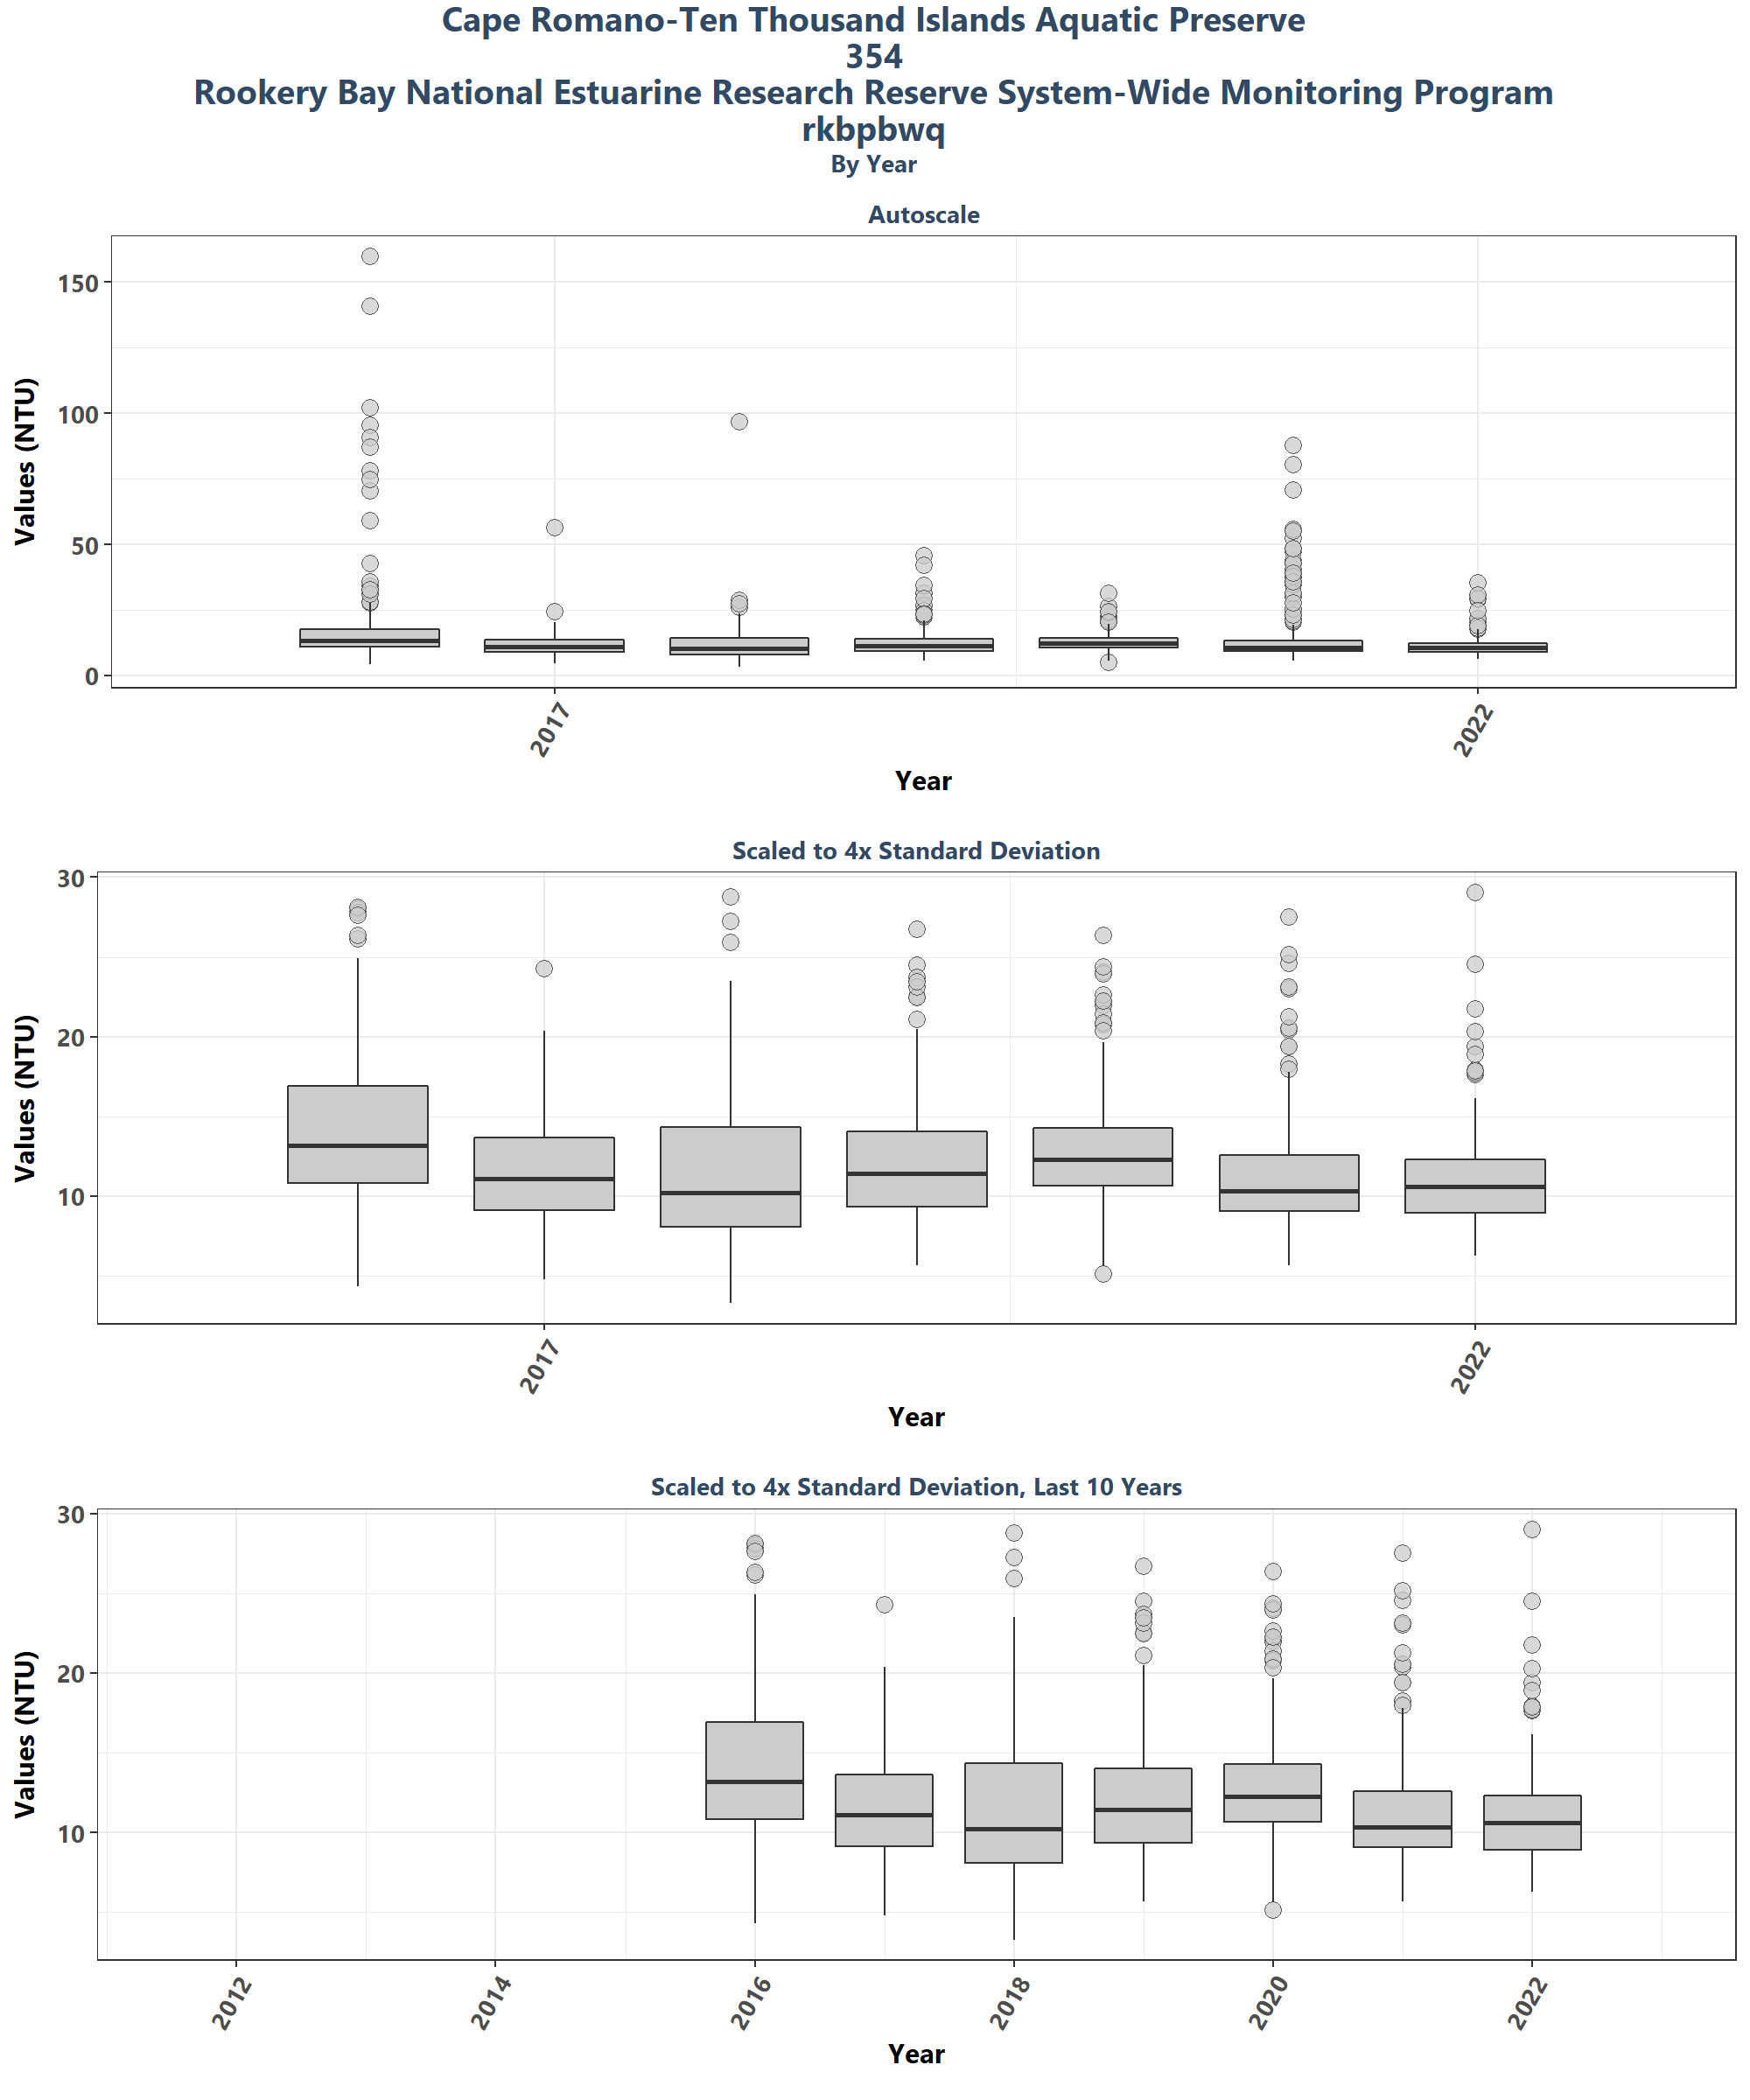 Cape Romano-Ten Thousand Islands Aquatic Preserve
354
Rookery Bay National Estuarine Research Reserve System-Wide Monitoring Program
rkbpbwq
By Year
Autoscale
Values (NTU)
150
100
50
0
2017
2022
Year
Scaled to 4x Standard Deviation
Values (NTU)
30
20
10
2017
2022
Year
Scaled to 4x Standard Deviation, Last 10 Years
Values (NTU)
30
20
10
2012
2014
2016
2018
2020
2022
Year